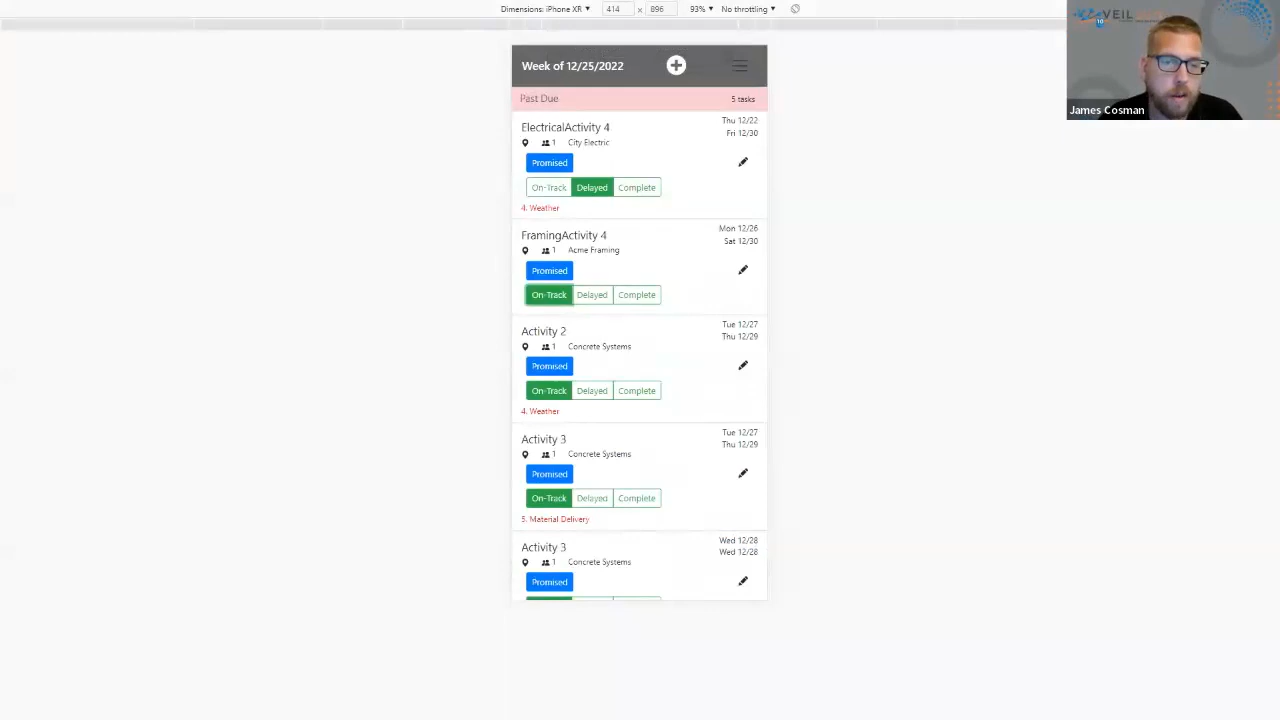 Dimensions: iPhone XR ▼ 414 x 896 93% ▼ No throttling ▼
VEIL
10
James Cosman
Week of 12/25/2022
Past Due 5 tasks
ElectricalActivity 4 Thu 12/22
Fri 12/30
1 City Electric
Promised
On-Track Delayed Complete
4. Weather
FramingActivity 4 Mon 12/26
Sat 12/30
1 Acme Framing
Promised
On-Track Delayed Complete
Activity 2 Tue 12/27
Thu 12/29
1 Concrete Systems
Promised
On-Track Delayed Complete
4. Weather
Activity 3 Tue 12/27
Thu 12/29
1 Concrete Systems
Promised
On-Track Delayed Complete
Material Delivery
Activity 3 Wed 12/28
Wed 12/28
1 Concrete Systems
Promised